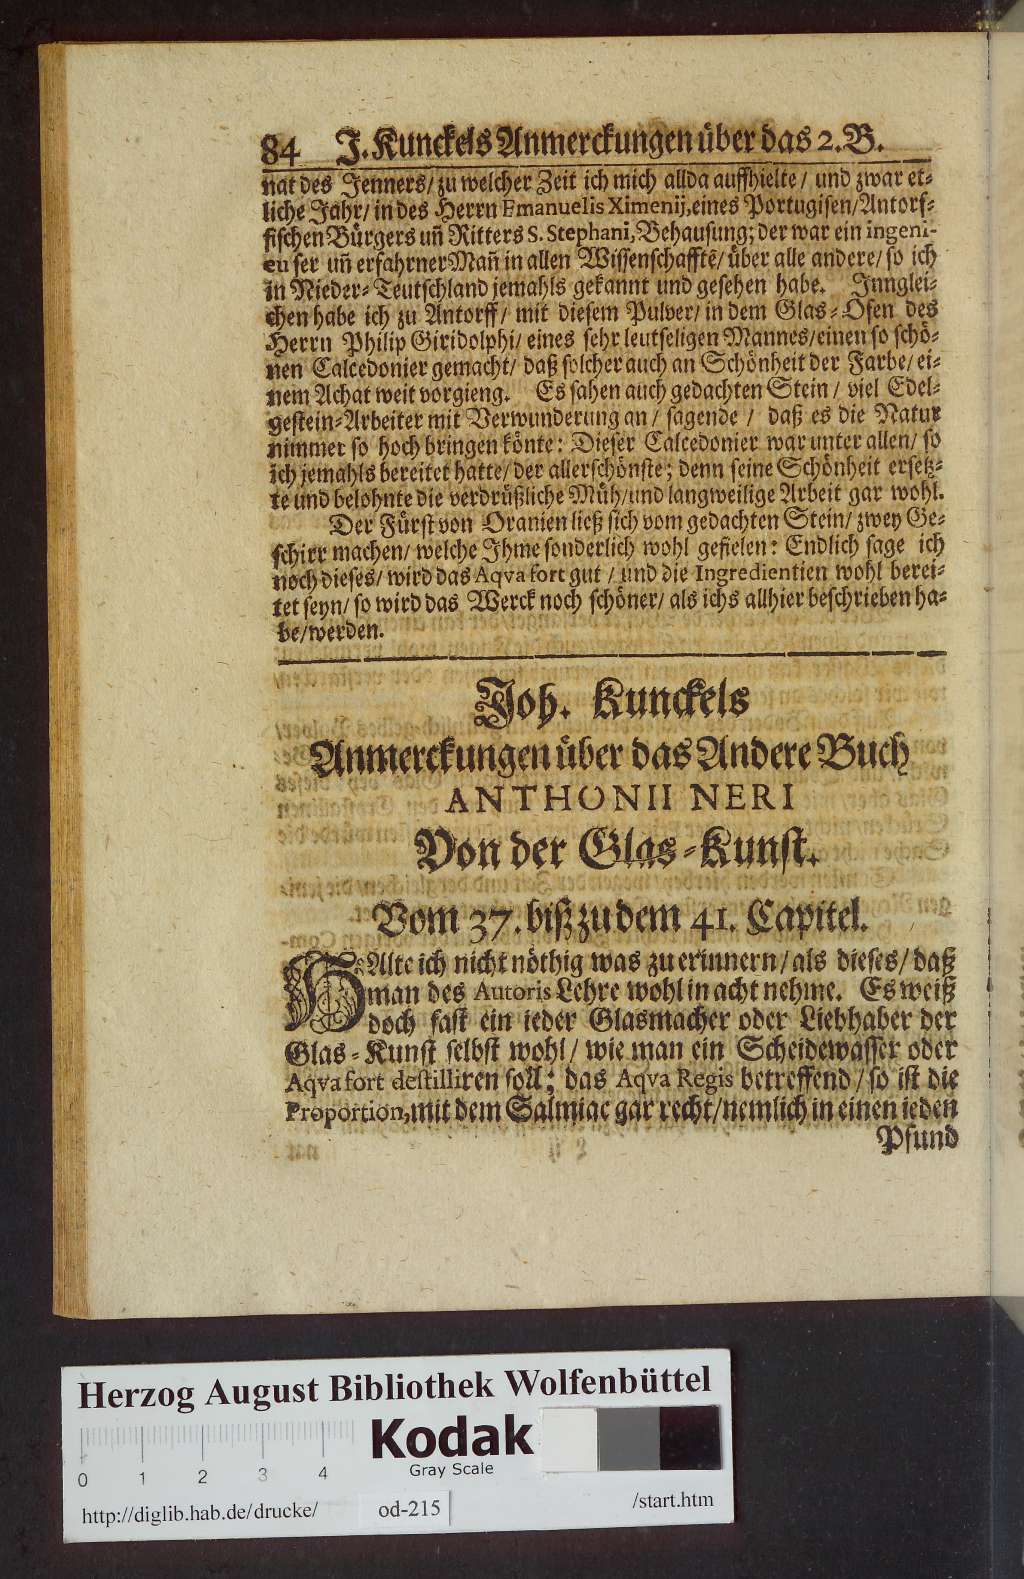 84 J. Kunckels Anmerckungen über das 2. B.
nat des Jenners/ zu welcher Zeit ich mich allda auffhielte/ und zwar et-
liche Jahr/ in des Herrn Emanuelis Ximenij, eines Portugisen/ Antorf-
fischen Bürgers uñ Ritters S. Stephani, Behausung; der war ein ingeni-
eu ser uñ erfahrner Mañ in allen Wissenschafftē/ über alle andere/ so ich
in Nieder-Teutschland jemahls gekannt und gesehen habe. Jnnglei-
chen habe ich zu Antorff/ mit diesem Pulver/ in dem Glas-Ofen des
Herrn Philip Giridolphi/ eines sehr leutseligen Mannes/ einen so schö-
nen Calcedonier gemacht/ daß solcher auch an Schönheit der Farbe/ ei-
nem Achat weit vorgieng. Es sahen auch gedachten Stein/ viel Edel-
gestein-Arbeiter mit Verwunderung an/ sagende/ daß es die Natur
nimmer so hoch bringen könte: Dieser Calcedonier war unter allen/ so
ich jemahls bereitet hatte/ der allerschönste; denn seine Schönheit ersetz-
te und belohnte die verdrüßliche Müh/ und langweilige Arbeit gar wohl.
Der Fürst von Oranien ließ sich vom gedachten Stein/ zwey Ge-
schirr machen/ welche Jhme sonderlich wohl gefielen: Endlich sage ich
noch dieses/ wird das Aqva fort gut/ und die Ingredientien wohl berei-
tet seyn/ so wird das Werck noch schöner/ als ichs allhier beschrieben ha-
be/ werden.
Joh. Kunckels
Anmerckungen über das Andere Buch
ANTHONII NERI
Von der Glas-Kunst.
Vom 37. biß zu dem 41. Capitel.
HAlte ich nicht nöthig was zu erinnern/ als dieses/ daß
man des Autoris Lehre wohl in acht nehme. Es weiß
doch fast ein ieder Glasmacher oder Liebhaber der
Glas-Kunst selbst wohl/ wie man ein Scheidewasser oder
Aqva fort destilliren soll; das Aqva Regis betreffend/ so ist die
Proportion, mit dem Salmiac gar recht/ nemlich in einen ieden
Pfund
Herzog August Bibliothek Wolfenbüttel
Kodak
Gray Scale
0 1 2 3 4
http://diglib.hab.de/drucke/ od-215 /start.htm